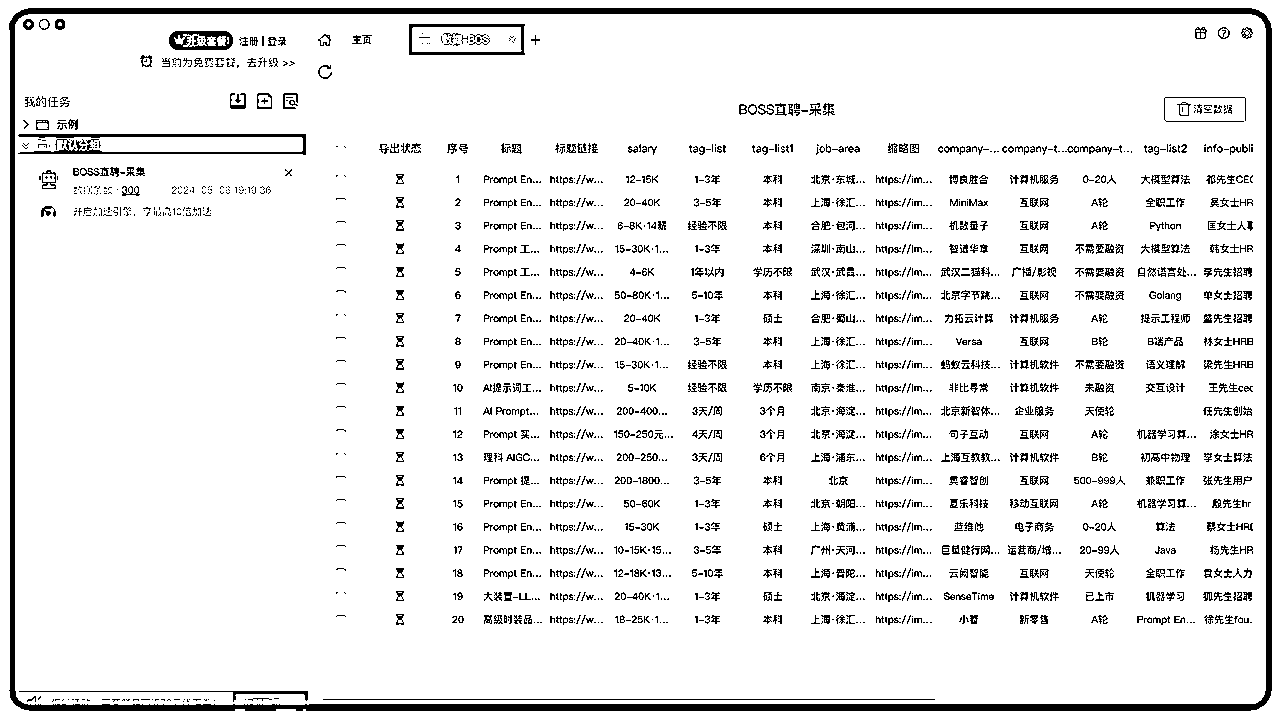 升级套餐! 注册 | 登录
主页
当前为免费套餐, 去升级 >>
我的任务
示例
默认分组
BOSS直聘-采集
300
2024
开启加速引擎, 享最高10倍加速
BOSS直聘-采集
清空数据
导出状态 序号 标题 标题链接 salary tag-list tag-list1 job-area 缩略图 company-... company-t... company-t... tag-list2 info-publi
1 Prompt En... https://w... 12-15K 1-3年 本科 北京·东城... https://im... 博良胜合 计算机服务 0-20人 大模型算法 祁先生CEO
2 Prompt En... https://w... 20-40K 3-5年 本科 上海·徐汇... https://im... MiniMax 互联网 A轮 全职工作 吴女士HR
3 Prompt En... https://w... 6-8K·14薪 经验不限 本科 合肥·包河... https://im... 机数量子 互联网 A轮 Python 匡女士人事
4 Prompt 工... https://w... 15-30K·1... 1-3年 本科 深圳·南山... https://im... 智谱华章 互联网 不需要融资 大模型算法 韩女士HR
5 Prompt 工... https://w... 4-6K 1年以内 学历不限 武汉·武昌... https://im... 武汉二猫科... 广播/影视 不需要融资 自然语言处... 李先生招聘
6 Prompt En... https://w... 50-80K·1... 5-10年 本科 上海·徐汇... https://im... 北京字节跳... 互联网 不需要融资 Golang 单女士招聘
7 Prompt En... https://w... 20-40K 1-3年 硕士 合肥·蜀山... https://im... 力拓云计算 计算机服务 A轮 提示工程师 先生招聘
8 Prompt En... https://w... 20-40K·1... 3-5年 本科 上海·徐汇... https://im... Versa 互联网 B轮 B端产品 林女士HRB
9 Prompt En... https://w... 15-30K·1... 经验不限 本科 上海·徐汇... https://im... 蚂蚁云科技... 计算机软件 不需要融资 语义理解 梁先生HRB
10 AI提示词工... https://w... 5-10K 经验不限 学历不限 南京·秦淮... https://im... 非比寻常 计算机软件 未融资 交互设计 王先生ceo
11 AI Prompt... https://w... 200-400... 3天/周 3个月 北京·海淀... https://im... 北京新智体... 企业服务 天使轮 任先生创始
12 Prompt 实... https://w... 150-250元... 4天/周 3个月 北京·海淀... https://im... 句子互动 互联网 A轮 机器学习算... 涂女士HR
13 理科 AIGC... https://w... 200-250... 3天/周 6个月 上海·浦东... https://im... 上海互教教... 计算机软件 B轮 初高中物理 学女士算法
14 Prompt 提... https://w... 200-1800... 3-5年 本科 北京 https://im... 奥睿智创 互联网 500-999人 兼职工作 张先生用户
15 Prompt En... https://w... 50-60K 1-3年 本科 北京·朝阳... https://im... 夏乐科技 移动互联网 A轮 机器学习算... 殷先生hr
16 Prompt En... https://w... 15-30K 1-3年 硕士 上海·黄浦... https://im... 蓝维他 电子商务 0-20人 算法 蔡女士HR
17 Prompt En... https://w... 10-15K·15... 3-5年 本科 广州·天河... https://im... 巨量健行网... 运营商/增... 20-99人 Java 杨先生HR
18 Prompt En... https://w... 12-18K·13... 5-10年 本科 上海·普陀... https://im... 云阅智能 互联网 天使轮 全职工作 袁女士人力
19 大装置-LL... https://w... 20-40K·1... 1-3年 硕士 北京·海淀... https://im... SenseTime 计算机软件 已上市 机器学习 狐先生招聘
20 高级时装品... https://w... 18-25K·1... 1-3年 本科 上海·徐汇... https://im... 小暂 新零售 A轮 Prompt En... 徐先生fou.